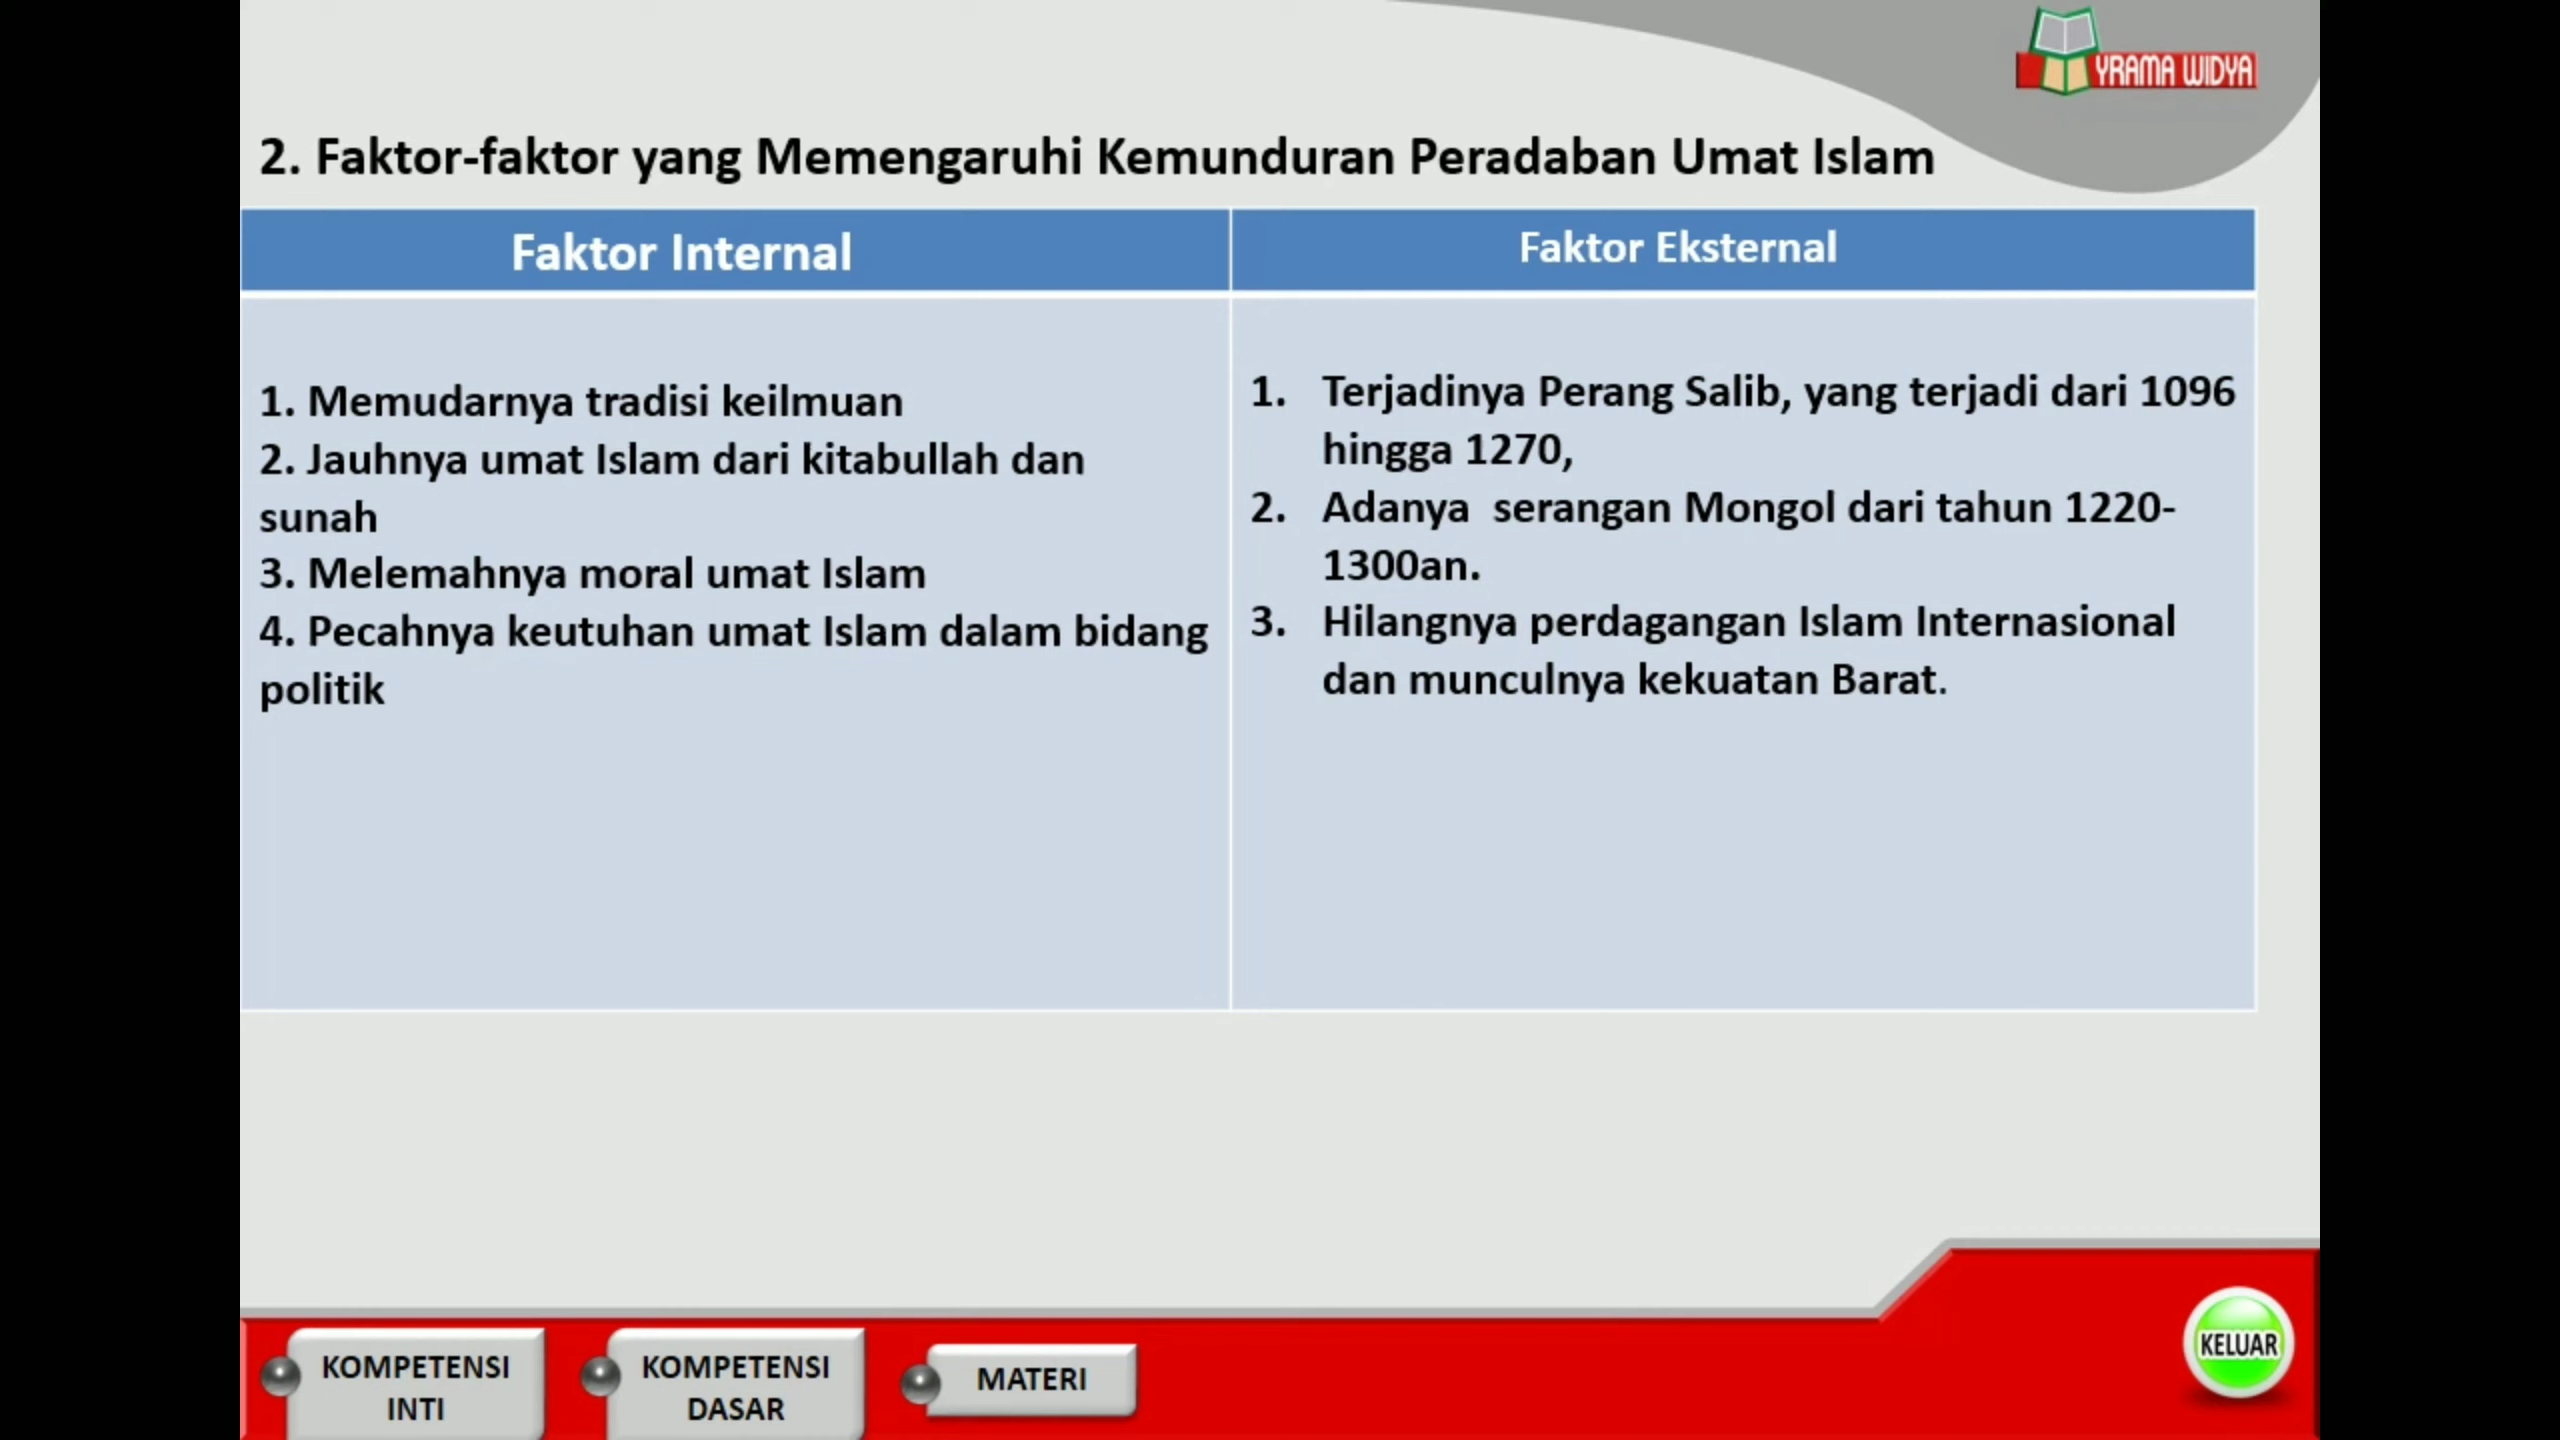 YRAMA WIDYA
2. Faktor-faktor yang Memengaruhi Kemunduran Peradaban Umat Islam
Faktor Internal
1. Memudarnya tradisi keilmuan
2. Jauhnya umat Islam dari kitabullah dan
sunah
3. Melemahnya moral umat Islam
4. Pecahnya keutuhan umat Islam dalam bidang
politik
Faktor Eksternal
1. Terjadinya Perang Salib, yang terjadi dari 1096
hingga 1270,
2. Adanya serangan Mongol dari tahun 1220-
1300an.
3. Hilangnya perdagangan Islam Internasional
dan munculnya kekuatan Barat.
KOMPETENSI
INTI
KOMPETENSI
DASAR
MATERI
KELUAR